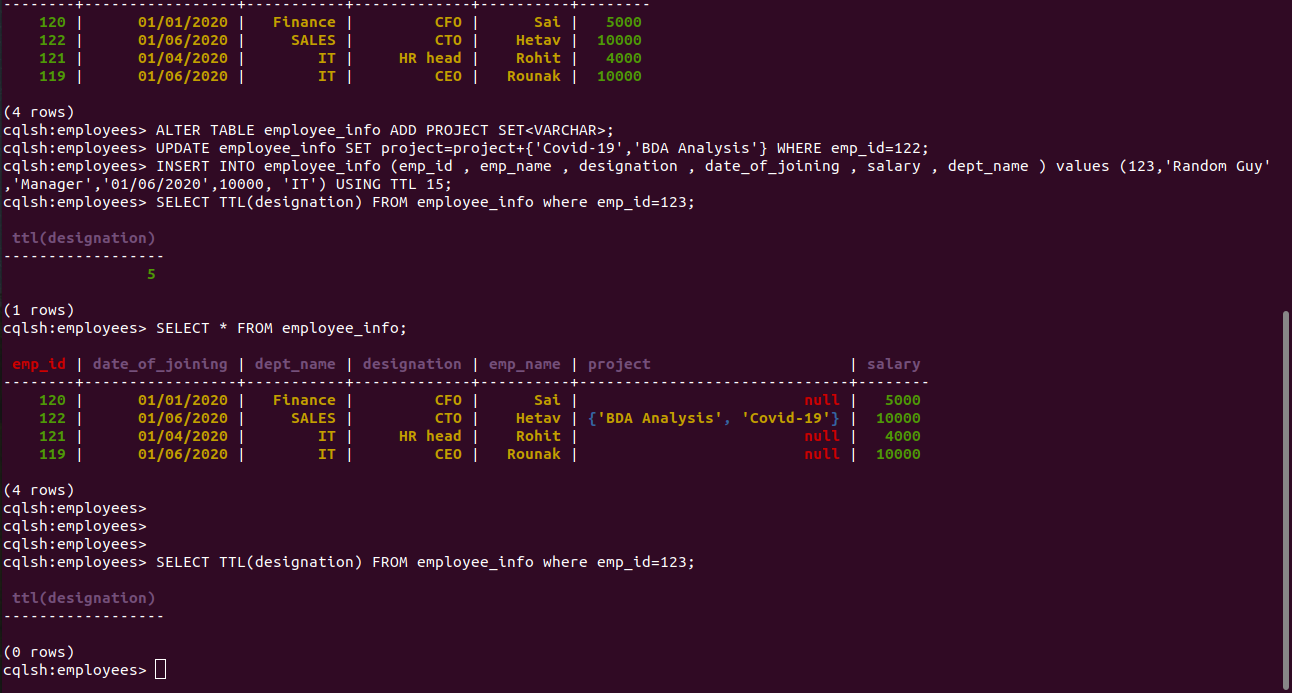 --------+-----------------+-----------+-------------+----------+--------
    120 |      01/01/2020 |   Finance |         CFO |      Sai |   5000
    122 |      01/06/2020 |     SALES |         CTO |    Hetav |  10000
    121 |      01/04/2020 |        IT |     HR head |    Rohit |   4000
    119 |      01/06/2020 |        IT |         CEO |   Rounak |  10000
(4 rows)
cqlsh:employees> ALTER TABLE employee_info ADD PROJECT SET<VARCHAR>;
cqlsh:employees> UPDATE employee_info SET project=project+{'Covid-19','BDA Analysis'} WHERE emp_id=122;
cqlsh:employees> INSERT INTO employee_info (emp_id , emp_name , designation , date_of_joining , salary , dept_name ) values (123,'Random Guy'
,'Manager','01/06/2020',10000, 'IT') USING TTL 15;
cqlsh:employees> SELECT TTL(designation) FROM employee_info where emp_id=123;
 ttl(designation)
------------------
                5
(1 rows)
cqlsh:employees> SELECT * FROM employee_info;
 emp_id | date_of_joining | dept_name | designation | emp_name | project                      | salary
--------+-----------------+-----------+-------------+----------+------------------------------+--------
    120 |      01/01/2020 |   Finance |         CFO |      Sai |                         null |   5000
    122 |      01/06/2020 |     SALES |         CTO |    Hetav | {'BDA Analysis', 'Covid-19'} |  10000
    121 |      01/04/2020 |        IT |     HR head |    Rohit |                         null |   4000
    119 |      01/06/2020 |        IT |         CEO |   Rounak |                         null |  10000
(4 rows)
cqlsh:employees>
cqlsh:employees>
cqlsh:employees>
cqlsh:employees> SELECT TTL(designation) FROM employee_info where emp_id=123;
 ttl(designation)
------------------
(0 rows)
cqlsh:employees>